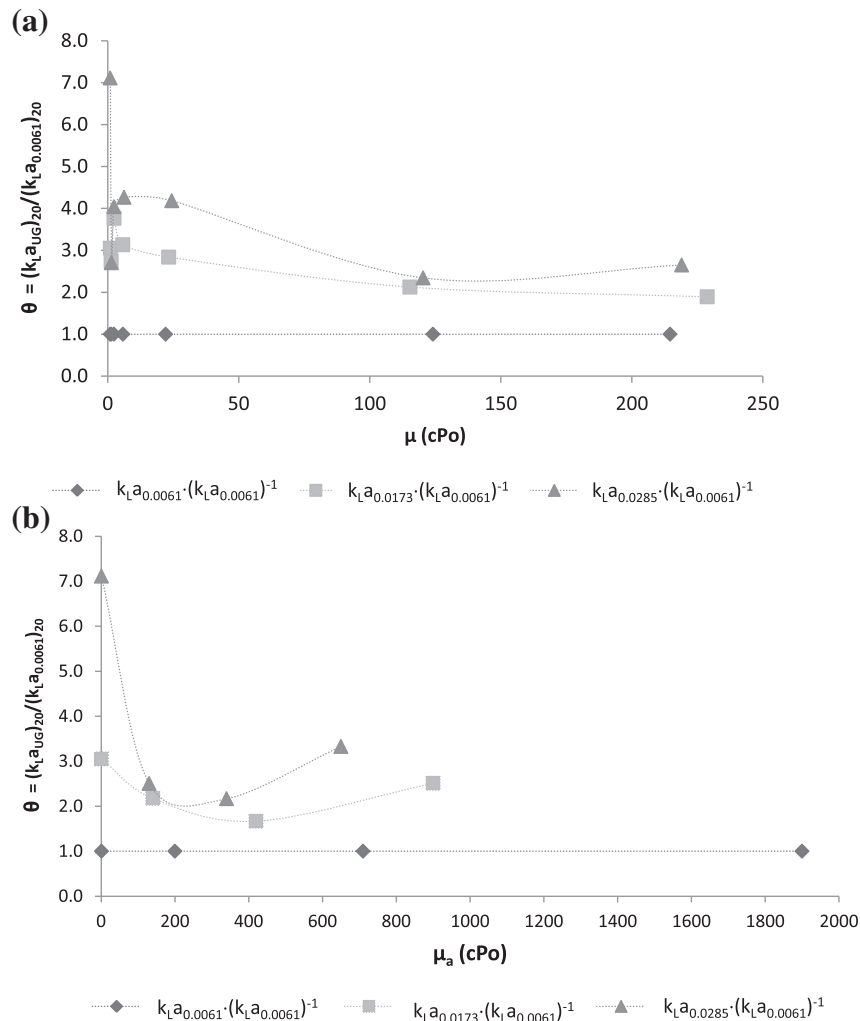 (a)
8.0
7.0
6.0
5.0
4.0
3.0
2.0
1.0
0.0
θ = (kLaUG)20/(kLa0.0061)20
0 50 100 150 200 250
μ (cPo)
kLa0.0061·(kLa0.0061)-1 kLa0.0173·(kLa0.0061)-1 kLa0.0285·(kLa0.0061)-1
(b)
8.0
7.0
6.0
5.0
4.0
3.0
2.0
1.0
0.0
θ = (kLaUG)20/(kLa0.0061)20
0 200 400 600 800 1000 1200 1400 1600 1800 2000
μa (cPo)
kLa0.0061·(kLa0.0061)-1 kLa0.0173·(kLa0.0061)-1 kLa0.0285·(kLa0.0061)-1